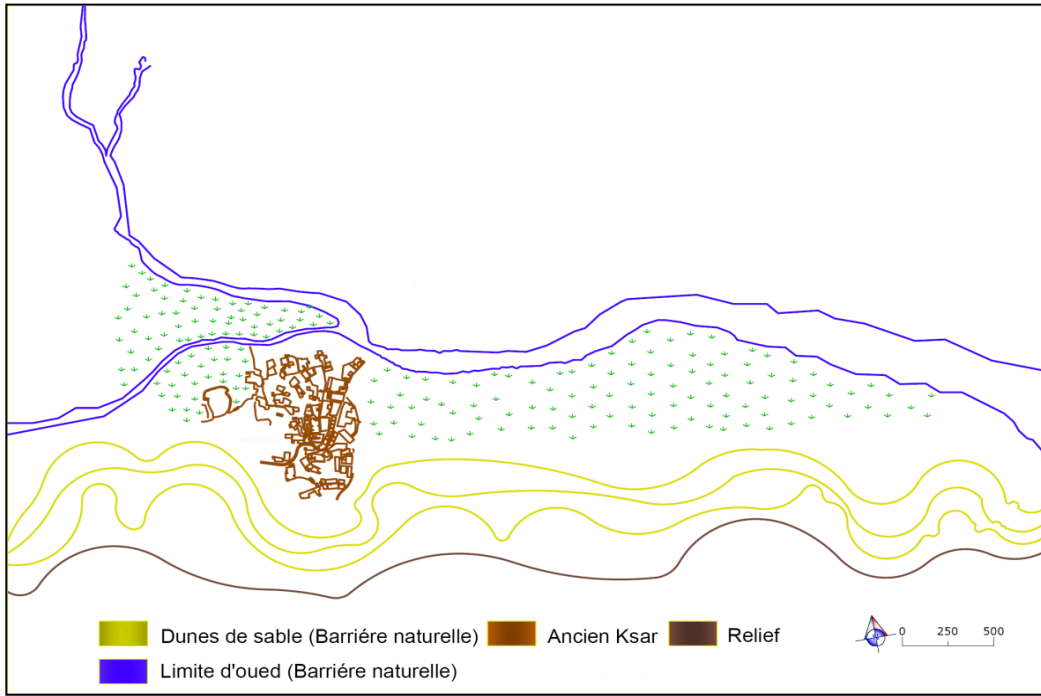 Dunes de sable (Barriére naturelle) Ancien Ksar Relief
Limite d'oued (Barriére naturelle)
0 250 500